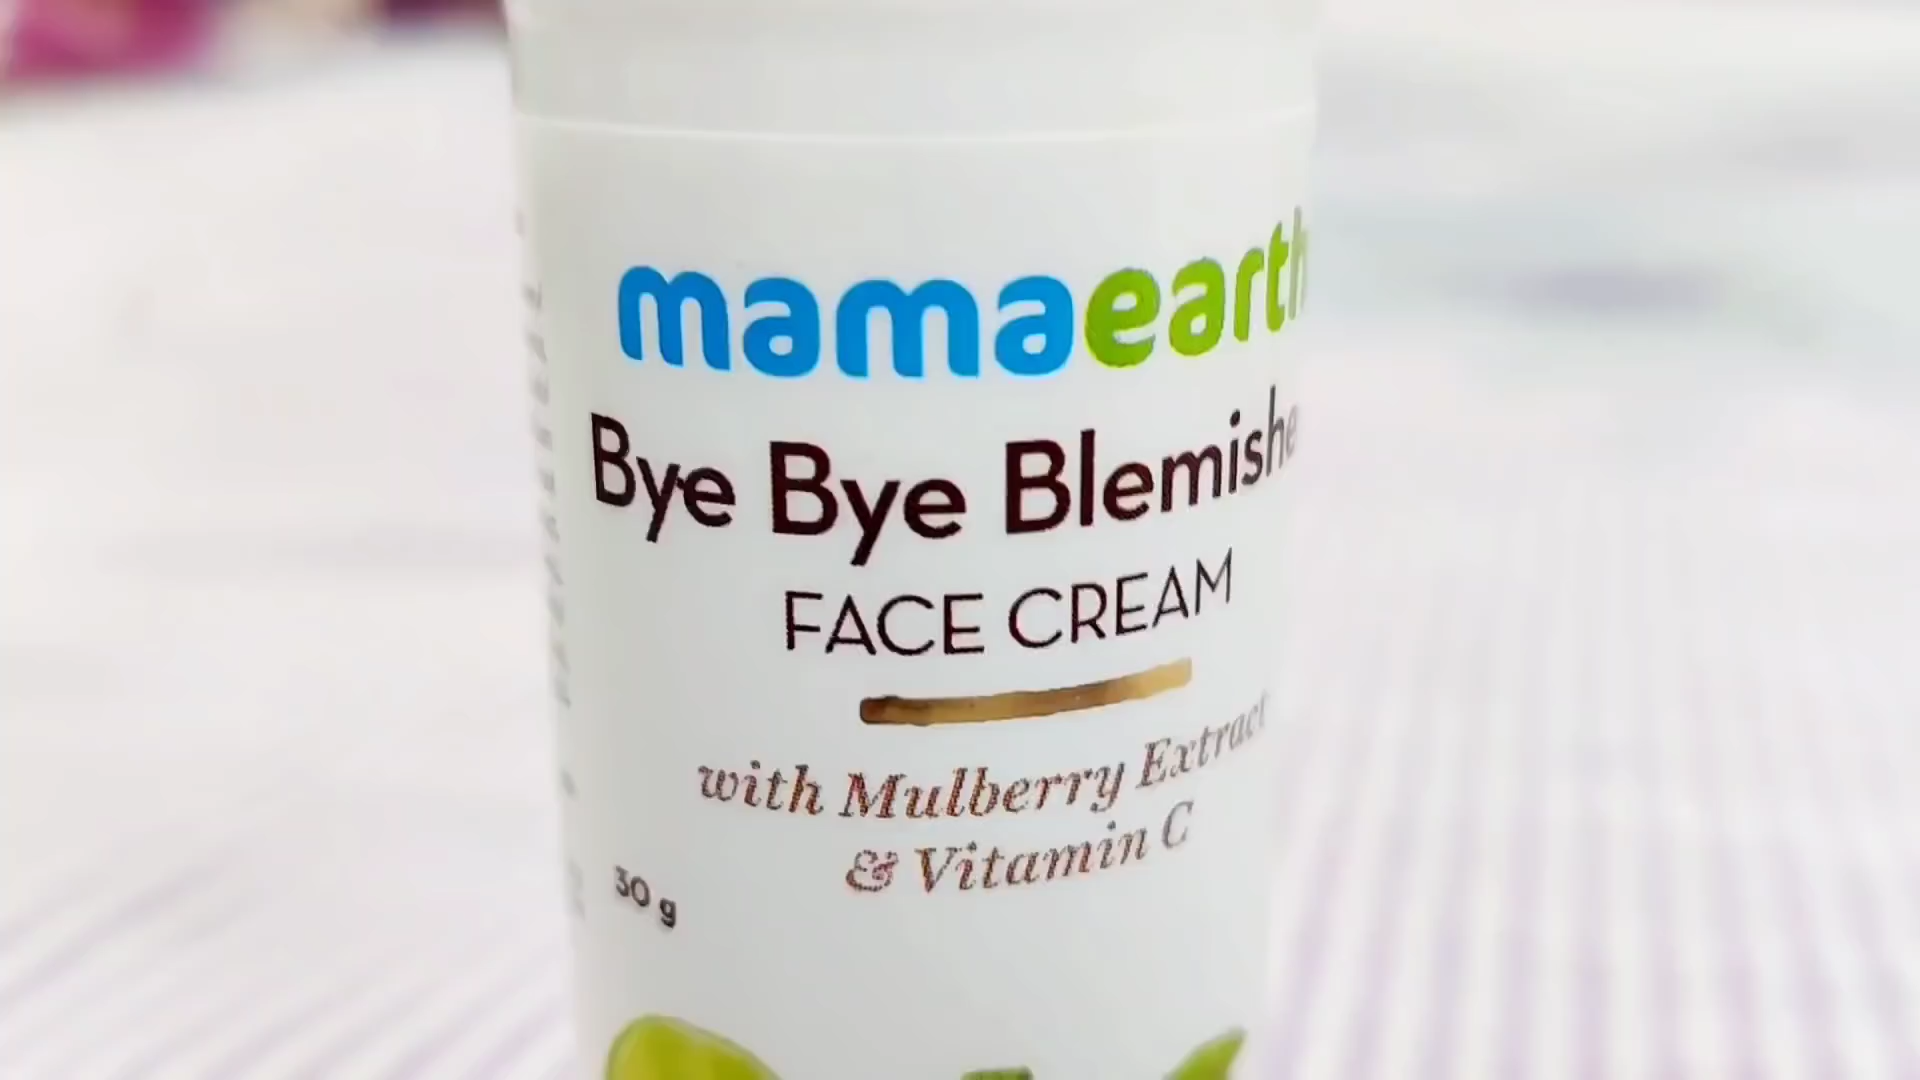 mamaearth
Bye Bye Blemishe
FACE CREAM
with Mulberry Extract
& Vitamin C
30 g